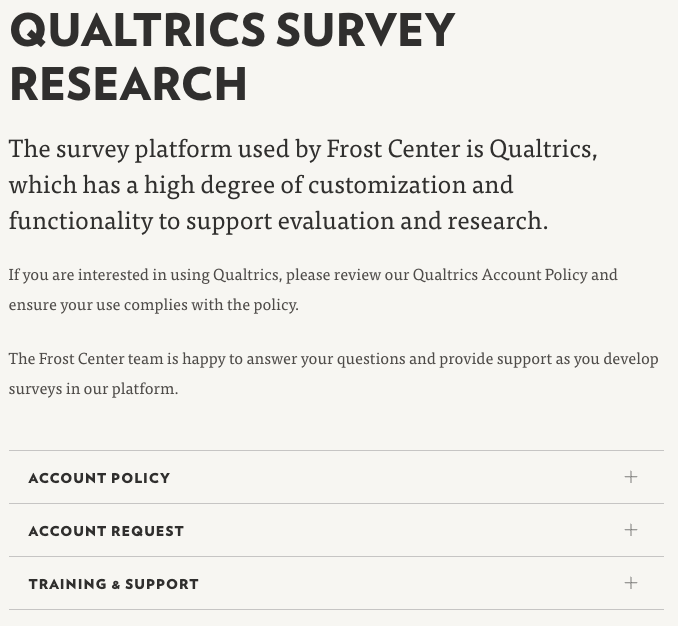 QUALTRICS SURVEY
RESEARCH
The survey platform used by Frost Center is Qualtrics,
which has a high degree of customization and
functionality to support evaluation and research.
If you are interested in using Qualtrics, please review our Qualtrics Account Policy and
ensure your use complies with the policy.
The Frost Center team is happy to answer your questions and provide support as you develop
surveys in our platform.
ACCOUNT POLICY +
ACCOUNT REQUEST +
TRAINING & SUPPORT +